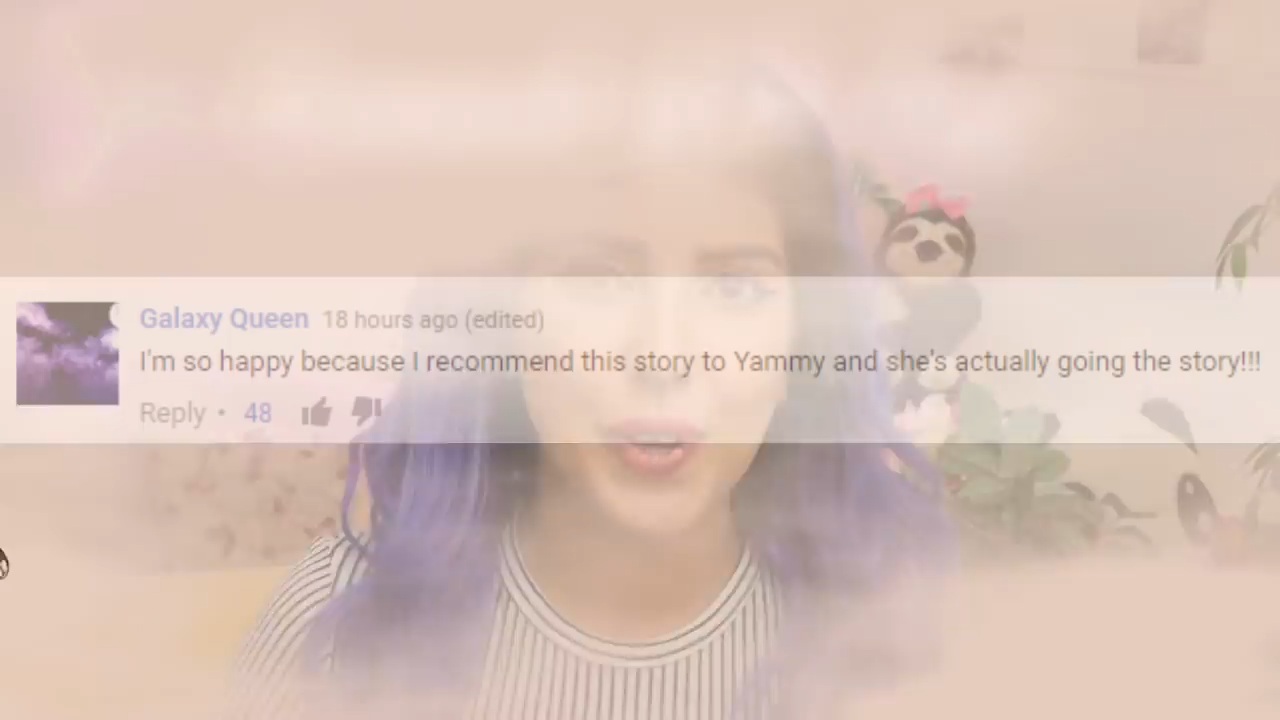 Galaxy Queen 18 hours ago (edited)
I'm so happy because I recommend this story to Yammy and she's actually going the story!!!
Reply • 48